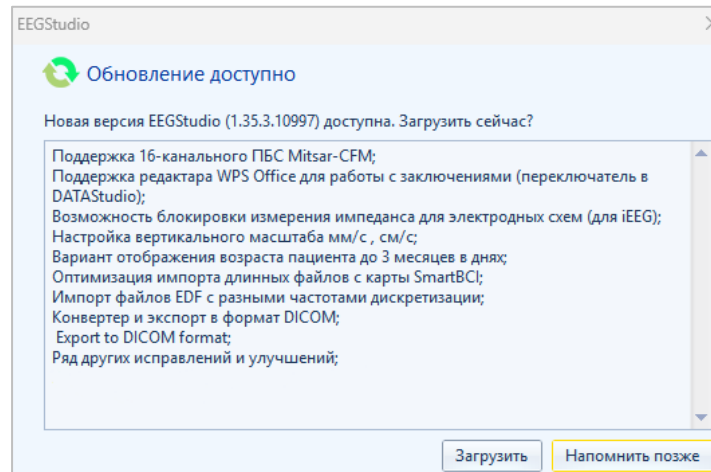 EEGStudio
Обновление доступно
Новая версия EEGStudio (1.35.3.10997) доступна. Загрузить сейчас?
Поддержка 16-канального ПБС Mitsar-CFM;
Поддержка редактара WPS Office для работы с заключениями (переключатель в
DATAStudio);
Возможность блокировки измерения импеданса для электродных схем (для iEEG);
Настройка вертикального масштаба мм/с , см/с;
Вариант отображения возраста пациента до 3 месяцев в днях;
Оптимизация импорта длинных файлов с карты SmartBCI;
Импорт файлов EDF с разными частотами дискретизации;
Конвертер и экспорт в формат DICOM;
Export to DICOM format;
Ряд других исправлений и улучшений;
Загрузить Напомнить позже